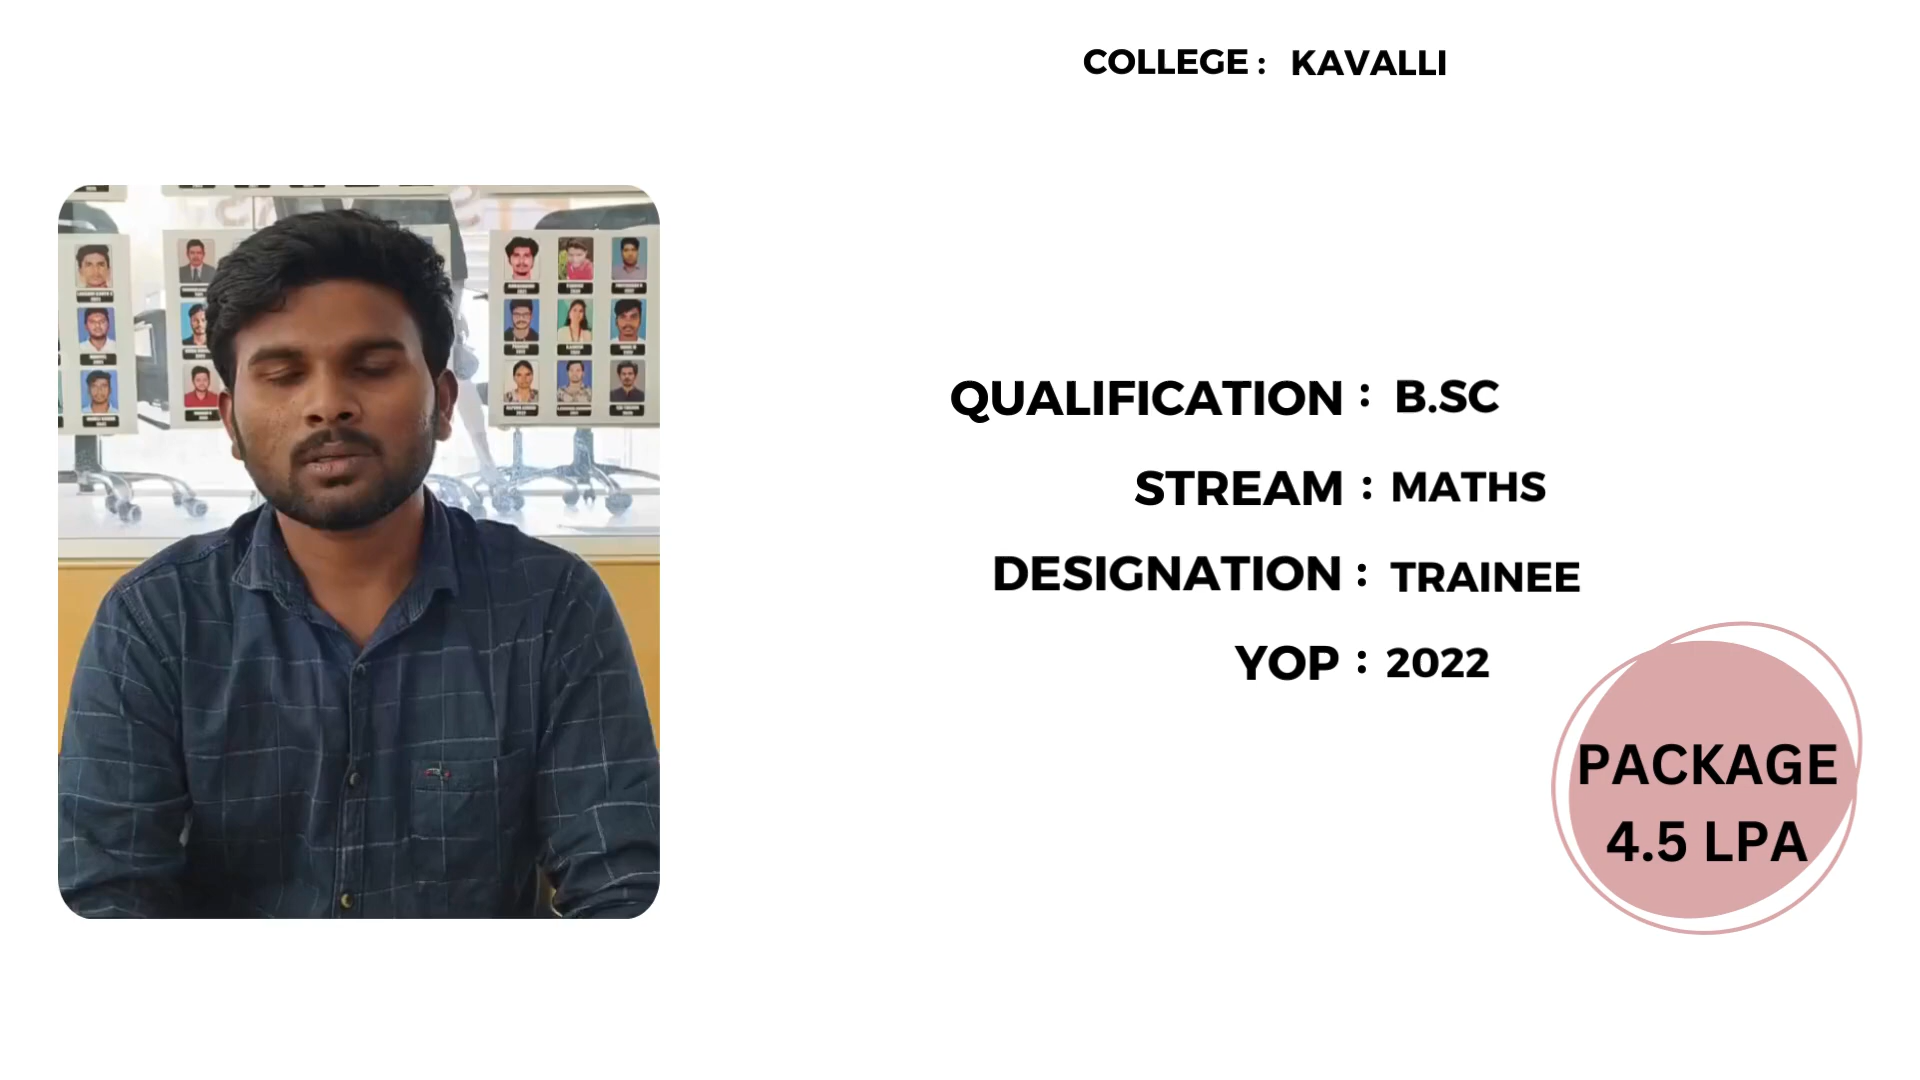 COLLEGE : KAVALLI
QUALIFICATION : B.SC
STREAM : MATHS
DESIGNATION : TRAINEE
YOP : 2022
PACKAGE
4.5 LPA